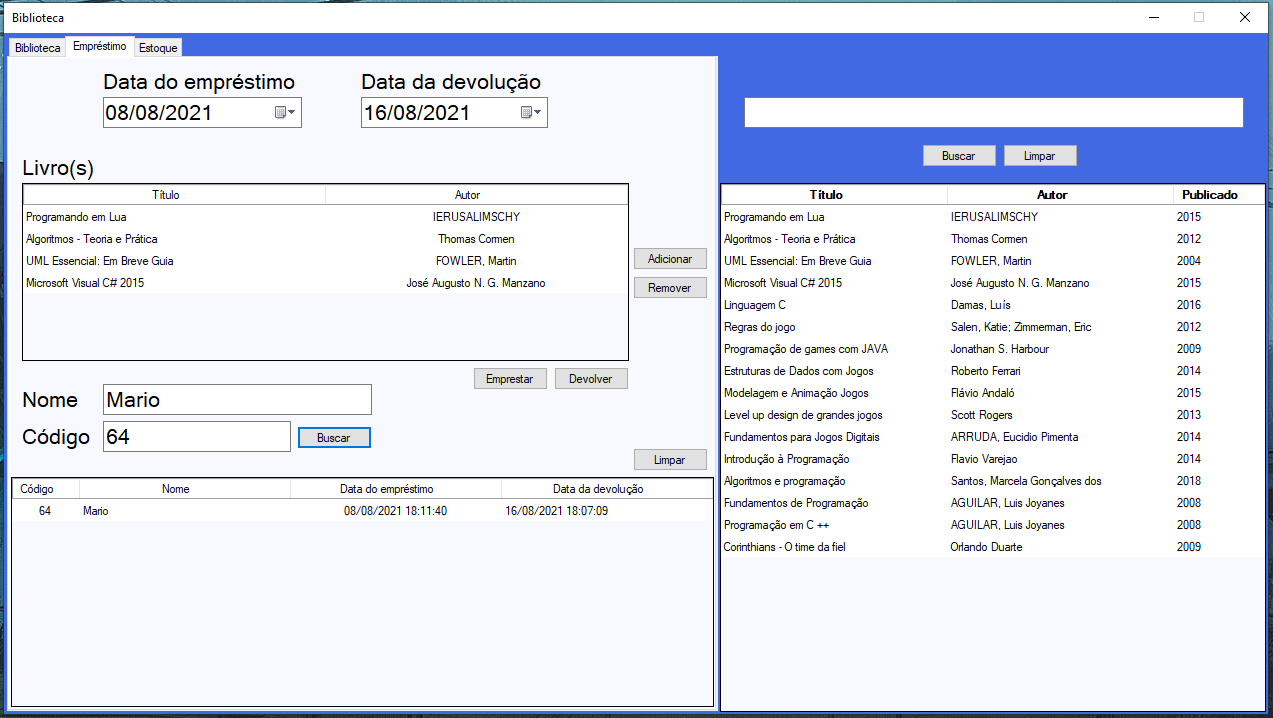 Biblioteca
Biblioteca Empréstimo Estoque
Data do empréstimo Data da devolução
08/08/2021 16/08/2021
Livro(s)
Título Autor
Programando em Lua IERUSALIMSCHY
Algoritmos - Teoria e Prática Thomas Cormen
UML Essencial: Em Breve Guia FOWLER, Martin
Microsoft Visual C# 2015 José Augusto N. G. Manzano
Adicionar
Remover
Emprestar Devolver
Nome Mario
Código 64 Buscar
Limpar
Código Nome Data do empréstimo Data da devolução
64 Mario 08/08/2021 18:11:40 16/08/2021 18:07:09
Buscar Limpar
Título Autor Publicado
Programando em Lua IERUSALIMSCHY 2015
Algoritmos - Teoria e Prática Thomas Cormen 2012
UML Essencial: Em Breve Guia FOWLER, Martin 2004
Microsoft Visual C# 2015 José Augusto N. G. Manzano 2015
Linguagem C Damas, Luís 2016
Regras do jogo Salen, Katie; Zimmerman, Eric 2012
Programação de games com JAVA Jonathan S. Harbour 2009
Estruturas de Dados com Jogos Roberto Ferrari 2014
Modelagem e Animação Jogos Flávio Andaló 2015
Level up design de grandes jogos Scott Rogers 2013
Fundamentos para Jogos Digitais ARRUDA, Eucidio Pimenta 2014
Introdução à Programação Flavio Varejao 2014
Algoritmos e programação Santos, Marcela Gonçalves dos 2018
Fundamentos de Programação AGUILAR, Luis Joyanes 2008
Programação em C ++ AGUILAR, Luis Joyanes 2008
Corinthians - O time da fiel Orlando Duarte 2009